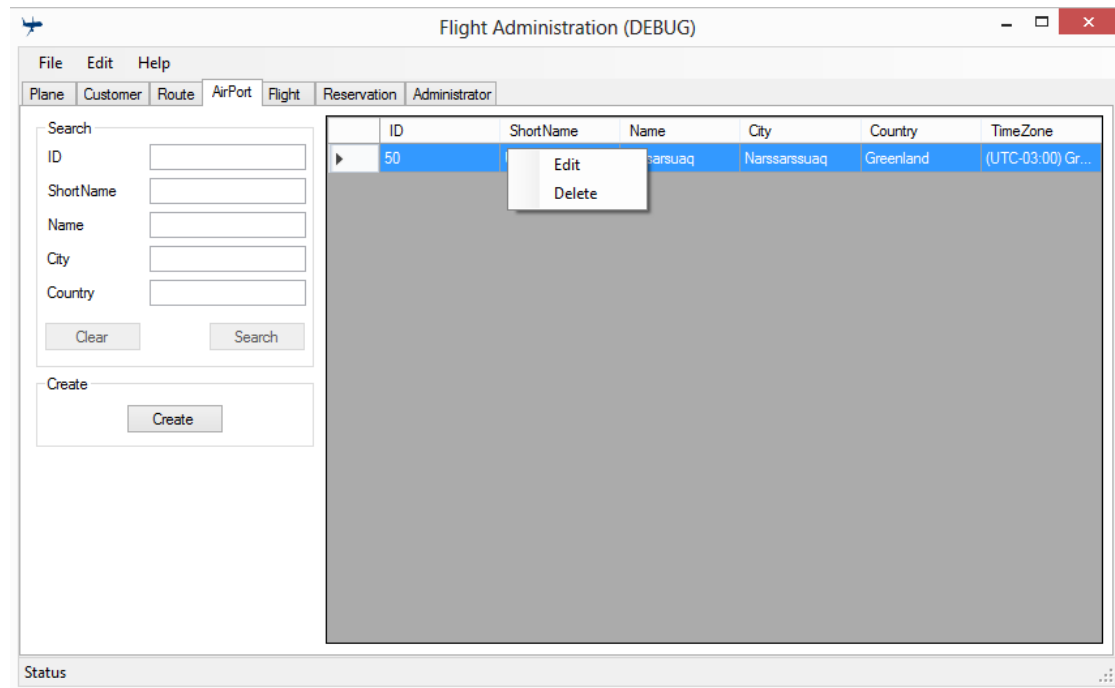 Flight Administration (DEBUG)
File Edit Help
Plane Customer Route AirPort Flight Reservation Administrator
Search
ID
ShortName
Name
City
Country
Clear Search
Create
Create
ID ShortName Name City Country TimeZone
50 Narssarssuaq Greenland (UTC-03:00) Gr...
Edit
Delete
Status